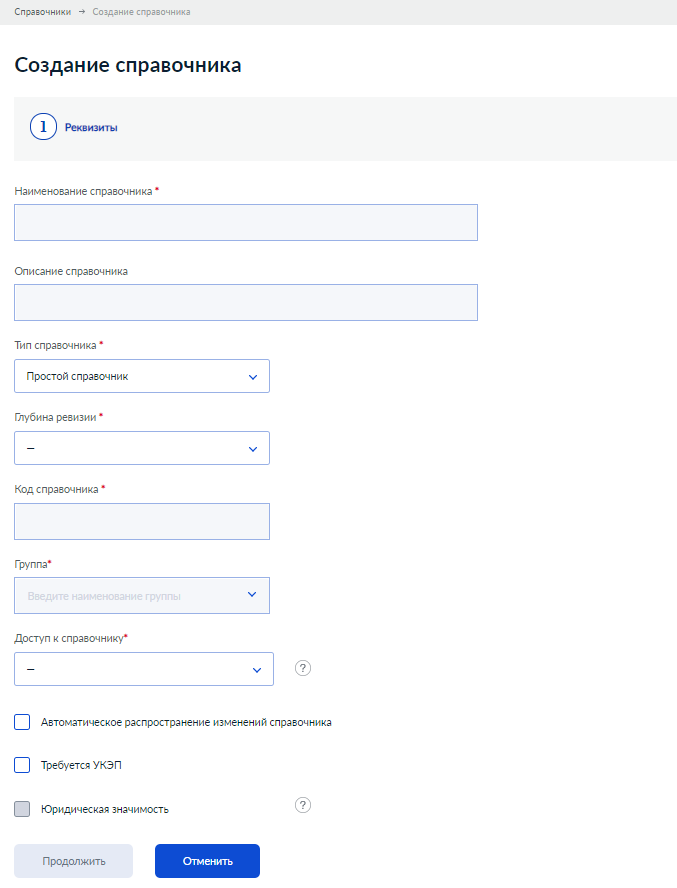 Справочники → Создание справочника
Создание справочника
1 Реквизиты
Наименование справочника *
Описание справочника
Тип справочника *
Простой справочник
Глубина ревизии *
—
Код справочника *
Группа*
Введите наименование группы
Доступ к справочнику*
— ?
Автоматическое распространение изменений справочника
Требуется УКЭП
Юридическая значимость ?
Продолжить Отменить